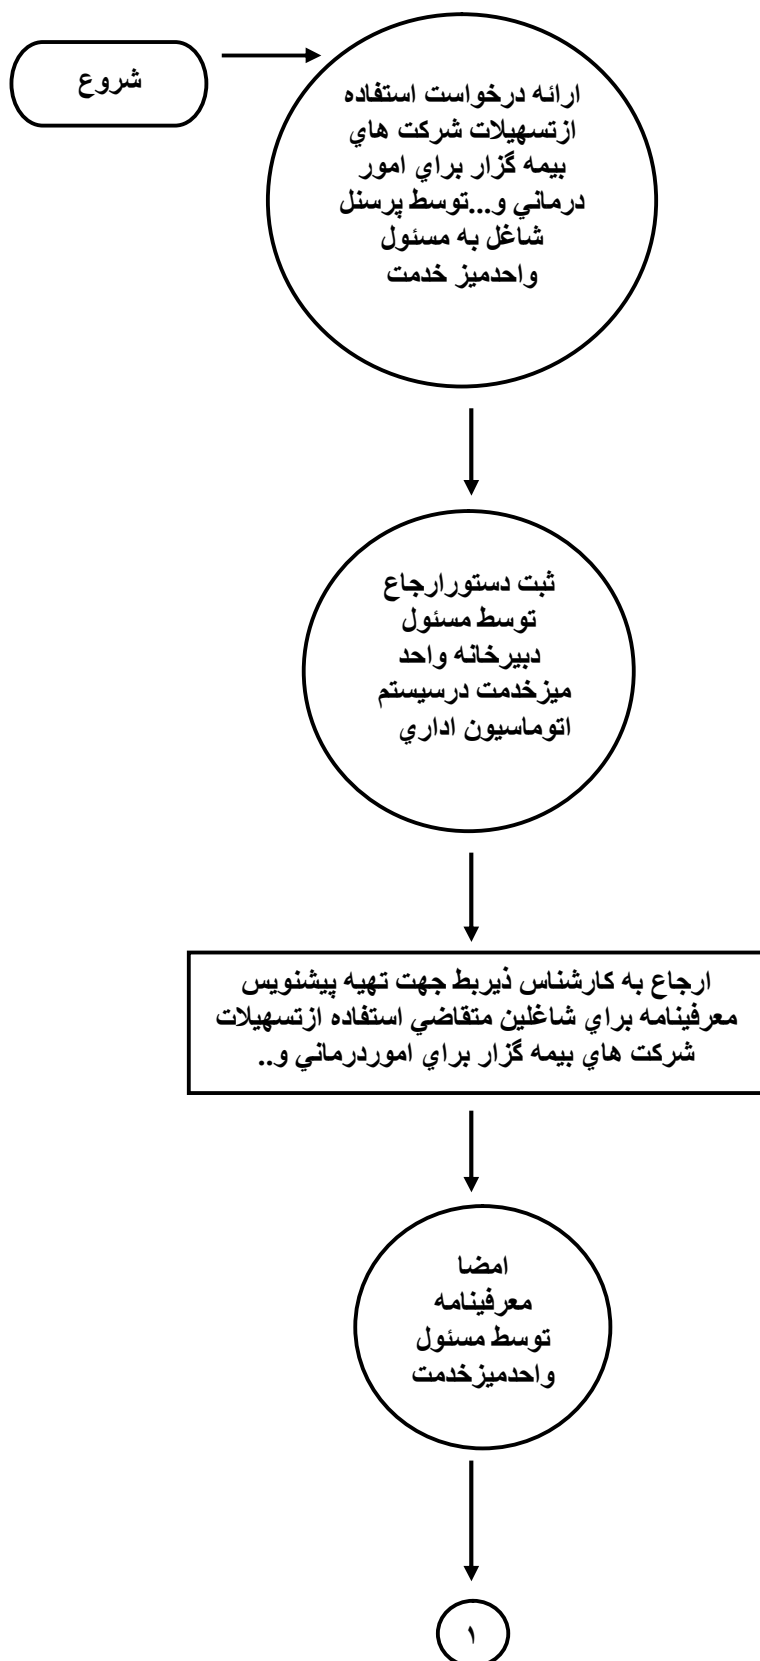 شروع
ارائه درخواست استفاده
ازتسهيلات شركت هاي
بيمه گزار براي امور
درماني و...توسط پرسنل
شاغل به مسئول
واحدميز خدمت
ثبت دستورارجاع
توسط مسئول
دبيرخانه واحد
ميزخدمت درسيستم
اتوماسيون اداري
ارجاع به كارشناس ذيربط جهت تهيه پيشنويس
معرفينامه براي شاغلين متقاضي استفاده ازتسهيلات
شركت هاي بيمه گزار براي اموردرماني و..
امضا
معرفينامه
توسط مسئول
واحدميزخدمت
۱